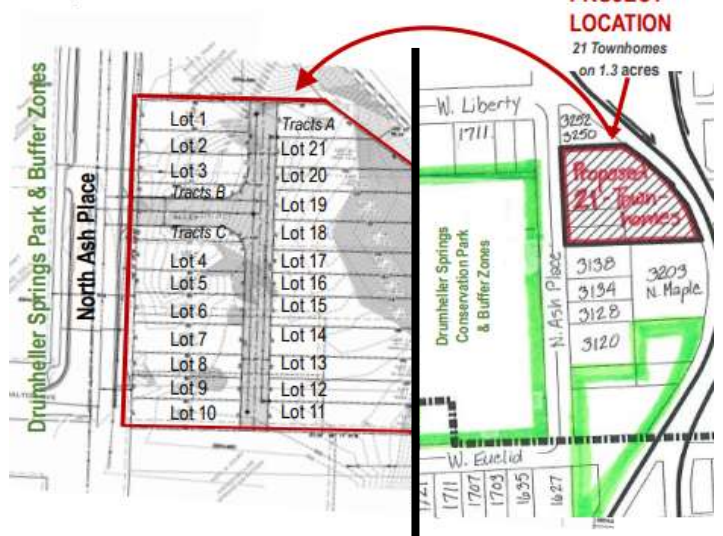 PROJECT
LOCATION
21 Townhomes
on 1.3 acres
Drumheller Springs Park & Buffer Zones
North Ash Place
Lot 1
Lot 2
Lot 3
Tracts B
Tracts C
Lot 4
Lot 5
Lot 6
Lot 7
Lot 8
Lot 9
Lot 10
Tracts A
Lot 21
Lot 20
Lot 19
Lot 18
Lot 17
Lot 16
Lot 15
Lot 14
Lot 13
Lot 12
Lot 11
W. Liberty
1711
3252
3250
Proposed
21-Town-
homes
Drumheller Springs
Conservation Park
& Buffer Zones
N. Ash Place
3138
3134
3128
3120
3203
N. Maple
W. Euclid
1721
1711
1707
1703
1635
1627